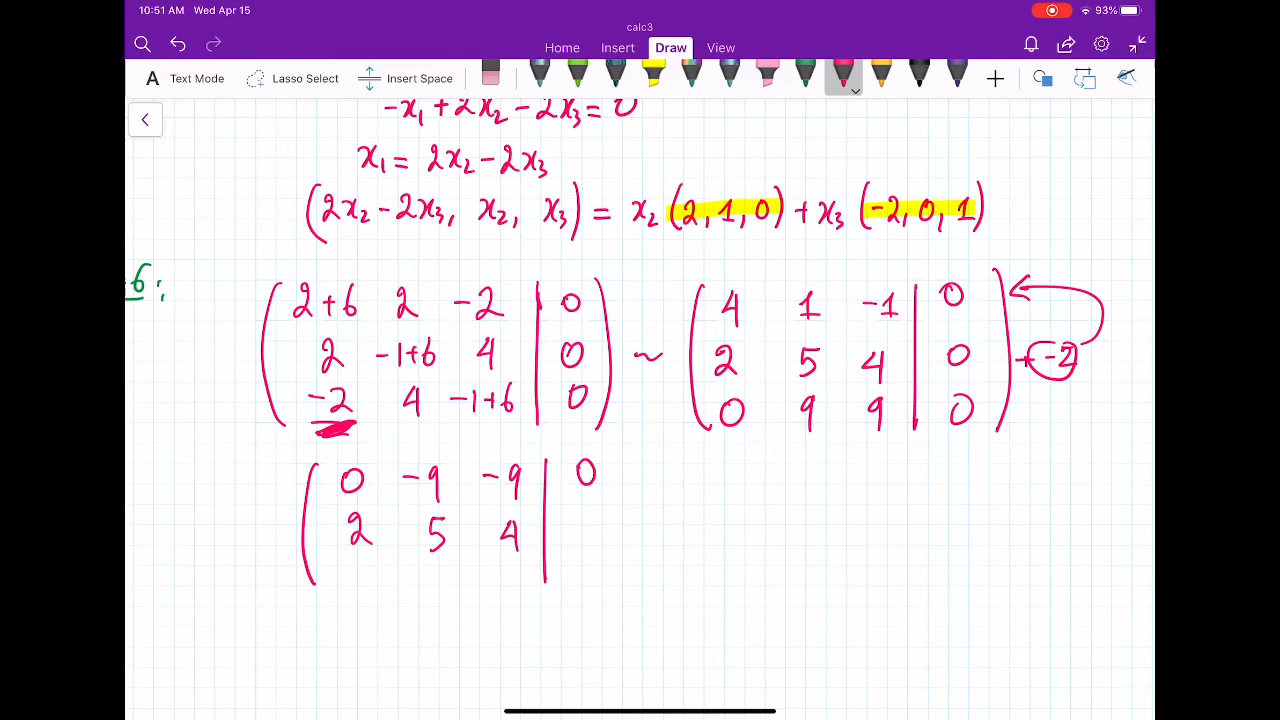 10:51 AM Wed Apr 15
93%
calc3
Home Insert Draw View
A Text Mode Lasso Select Insert Space
-x₁ + 2x₂ - 2x₃ = 0
x₁ = 2x₂ - 2x₃
(2x₂ - 2x₃, x₂, x₃) = x₂ (2, 1, 0) + x₃ (-2, 0, 1)
-6:
( 2+6 2 -2 | 0 ) ~ ( 4 1 -1 | 0 )
( 2 -1+6 4 | 0 ) ( 2 5 4 | 0 ) + -2
( -2 4 -1+6 | 0 ) ( 0 9 9 | 0 )
( 0 -9 -9 | 0
2 5 4 |